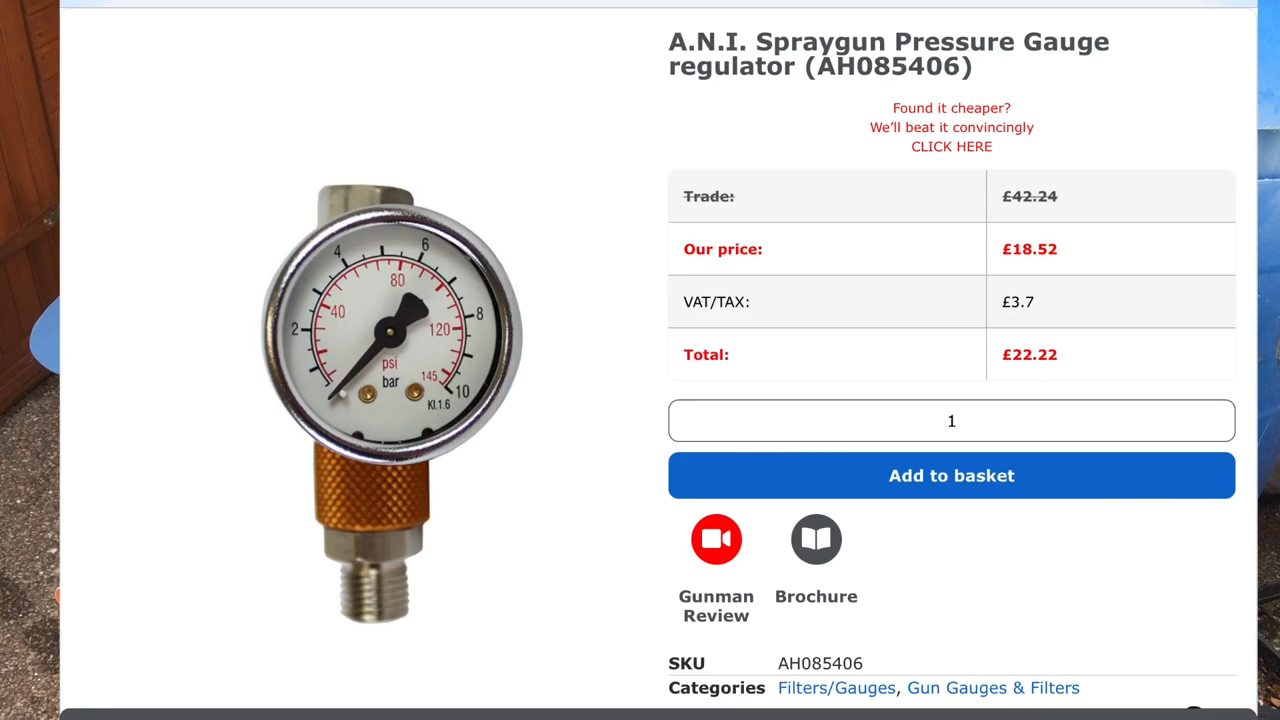 A.N.I. Spraygun Pressure Gauge
regulator (AH085406)
Found it cheaper?
We’ll beat it convincingly
CLICK HERE
Trade: £42.24
Our price: £18.52
VAT/TAX: £3.7
Total: £22.22
1
Add to basket
Gunman
Review
Brochure
SKU AH085406
Categories Filters/Gauges, Gun Gauges & Filters
4 6
80
40
2 120 8
psi
bar 145 10
Kl.1.6